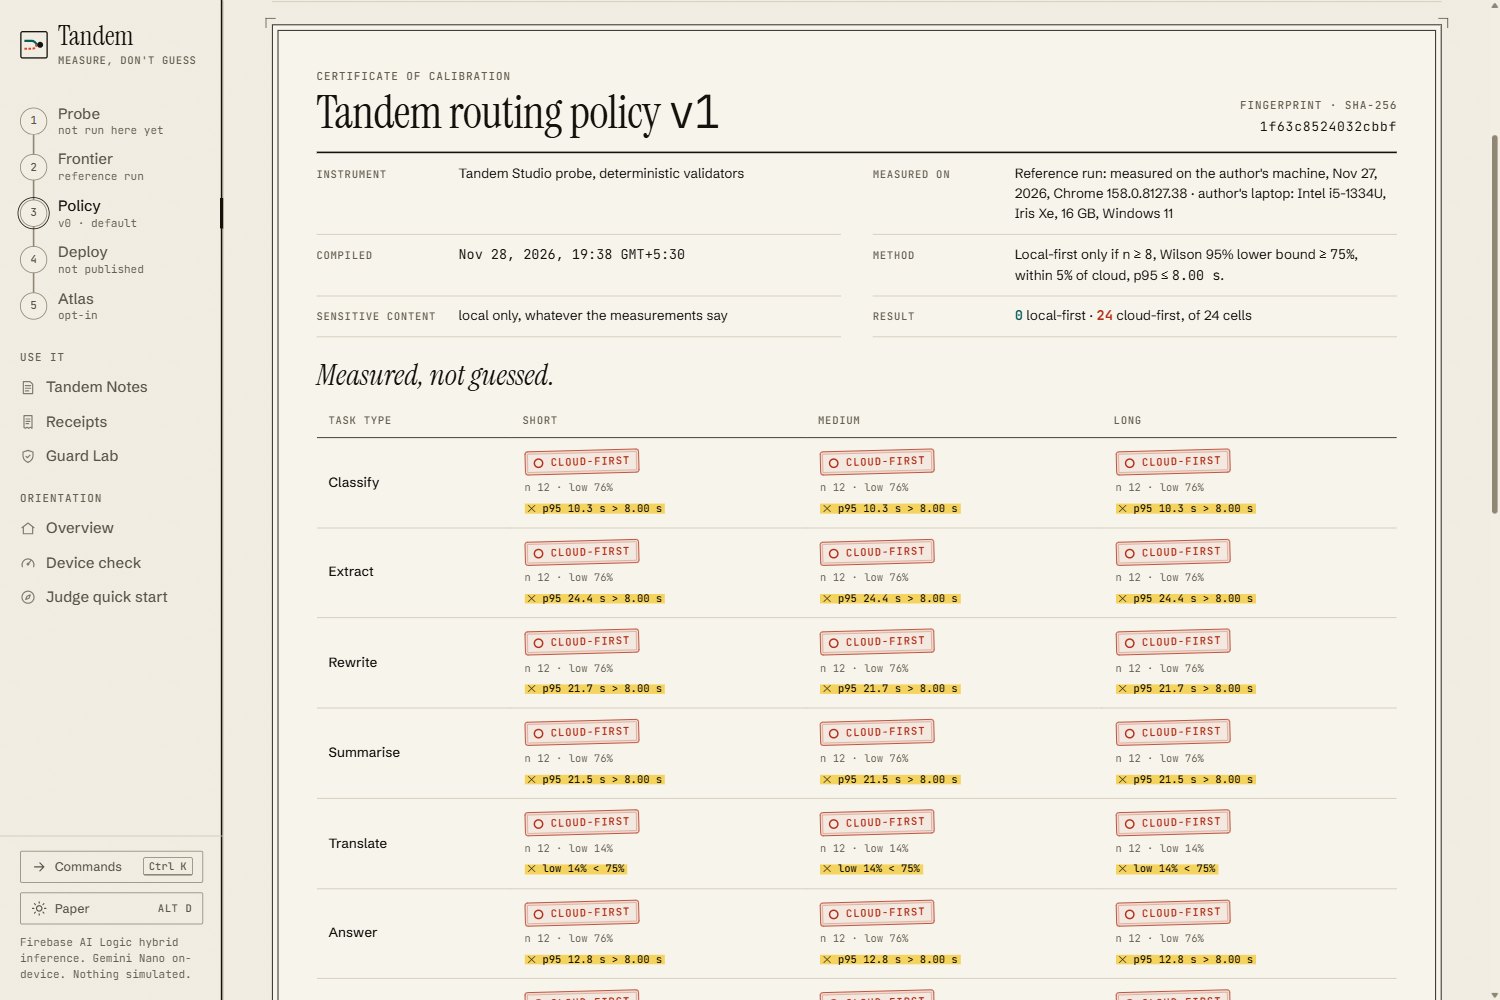 Tandem
MEASURE, DON'T GUESS
1
Probe
not run here yet
2
Frontier
reference run
3
Policy
v0 · default
4
Deploy
not published
5
Atlas
opt-in
USE IT
Tandem Notes
Receipts
Guard Lab
ORIENTATION
Overview
Device check
Judge quick start
Commands Ctrl K
Paper ALT D
Firebase AI Logic hybrid
inference. Gemini Nano on-
device. Nothing simulated.
CERTIFICATE OF CALIBRATION
Tandem routing policy v1
FINGERPRINT · SHA-256
1f63c8524032cbbf
INSTRUMENT Tandem Studio probe, deterministic validators
MEASURED ON Reference run: measured on the author's machine, Nov 27,
2026, Chrome 158.0.8127.38 · author's laptop: Intel i5-1334U,
Iris Xe, 16 GB, Windows 11
COMPILED Nov 28, 2026, 19:38 GMT+5:30
METHOD Local-first only if n ≥ 8, Wilson 95% lower bound ≥ 75%,
within 5% of cloud, p95 ≤ 8.00 s.
SENSITIVE CONTENT local only, whatever the measurements say
RESULT 0 local-first · 24 cloud-first, of 24 cells
Measured, not guessed.
TASK TYPE SHORT MEDIUM LONG
CLOUD-FIRST CLOUD-FIRST CLOUD-FIRST
Classify
n 12 · low 76% n 12 · low 76% n 12 · low 76%
× p95 10.3 s > 8.00 s × p95 10.3 s > 8.00 s × p95 10.3 s > 8.00 s
CLOUD-FIRST CLOUD-FIRST CLOUD-FIRST
Extract
n 12 · low 76% n 12 · low 76% n 12 · low 76%
× p95 24.4 s > 8.00 s × p95 24.4 s > 8.00 s × p95 24.4 s > 8.00 s
CLOUD-FIRST CLOUD-FIRST CLOUD-FIRST
Rewrite
n 12 · low 76% n 12 · low 76% n 12 · low 76%
× p95 21.7 s > 8.00 s × p95 21.7 s > 8.00 s × p95 21.7 s > 8.00 s
CLOUD-FIRST CLOUD-FIRST CLOUD-FIRST
Summarise
n 12 · low 76% n 12 · low 76% n 12 · low 76%
× p95 21.5 s > 8.00 s × p95 21.5 s > 8.00 s × p95 21.5 s > 8.00 s
CLOUD-FIRST CLOUD-FIRST CLOUD-FIRST
Translate
n 12 · low 14% n 12 · low 14% n 12 · low 14%
× low 14% < 75% × low 14% < 75% × low 14% < 75%
CLOUD-FIRST CLOUD-FIRST CLOUD-FIRST
Answer
n 12 · low 76% n 12 · low 76% n 12 · low 76%
× p95 12.8 s > 8.00 s × p95 12.8 s > 8.00 s × p95 12.8 s > 8.00 s